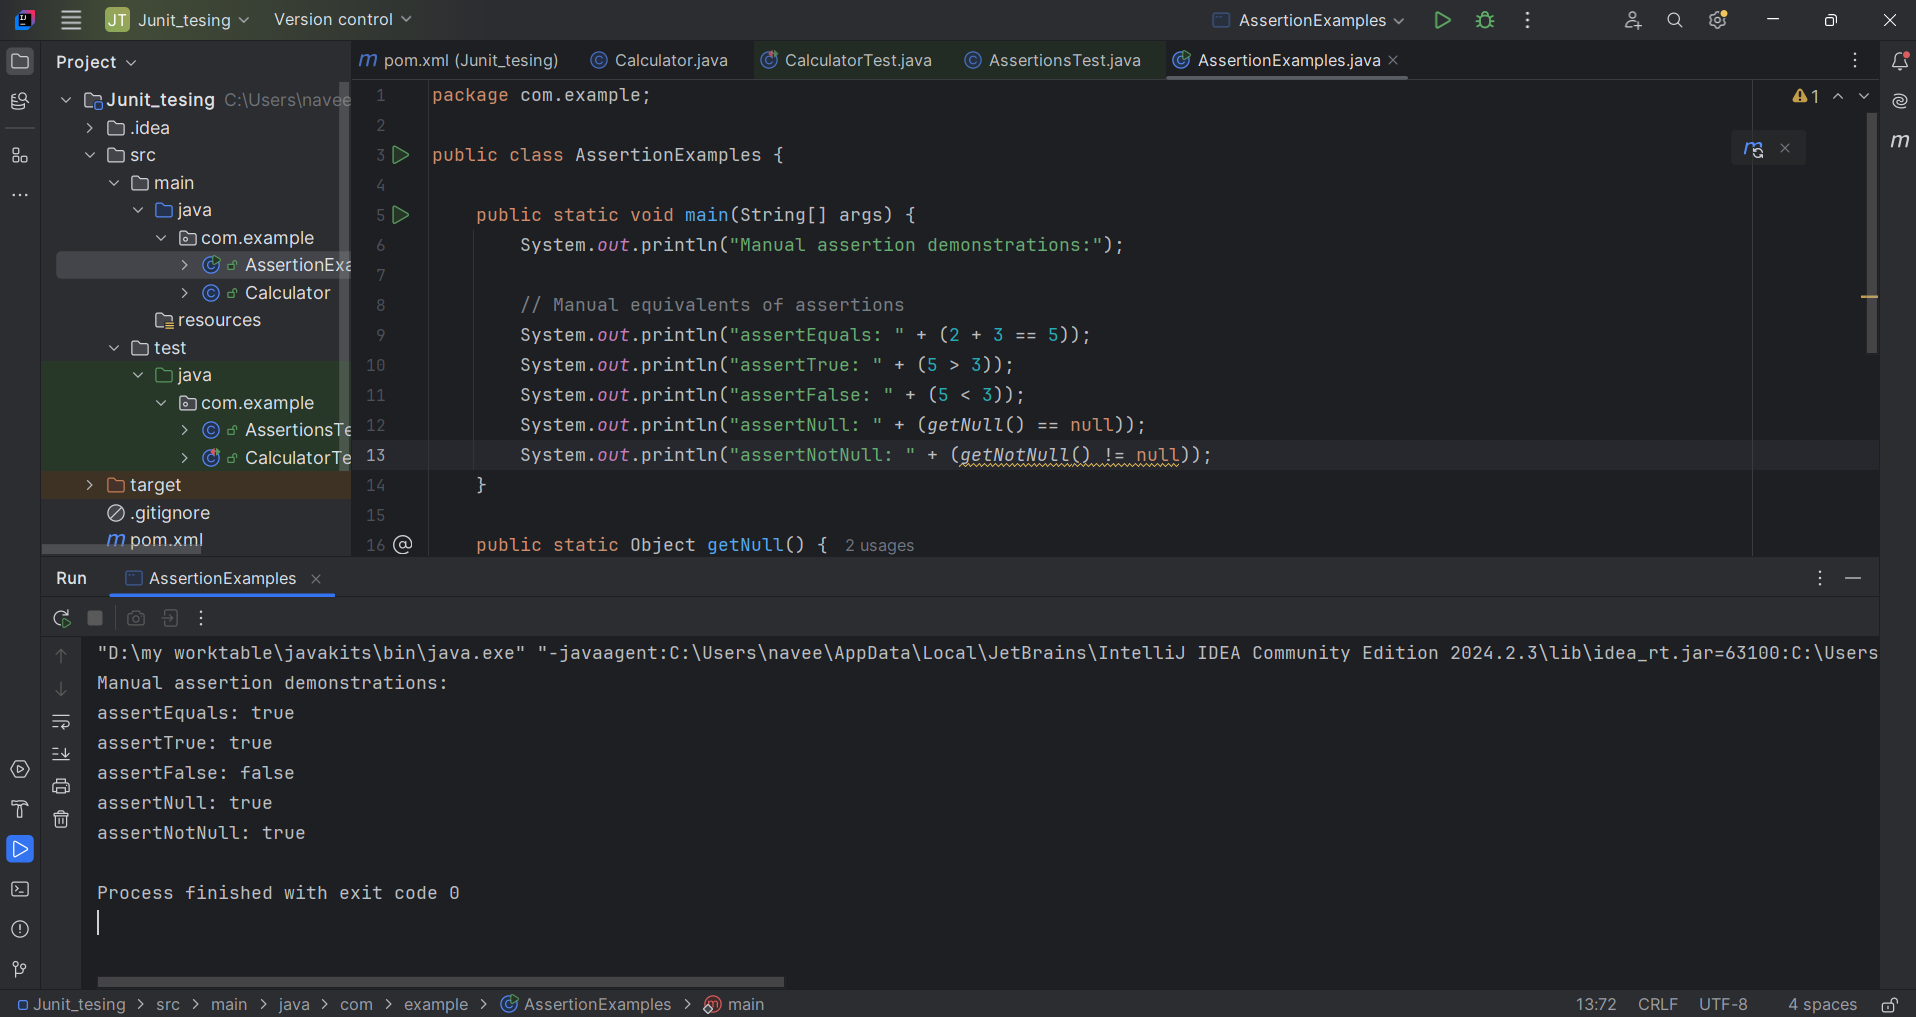 JT Junit_tesing Version control AssertionExamples
Project
pom.xml (Junit_tesing) Calculator.java CalculatorTest.java AssertionsTest.java AssertionExamples.java
Junit_tesing C:\Users\navee
.idea
src
main
java
com.example
AssertionExa
Calculator
resources
test
java
com.example
AssertionsTe
CalculatorTe
target
.gitignore
pom.xml
1 package com.example;
1
2
3 public class AssertionExamples {
4
5 public static void main(String[] args) {
6 System.out.println("Manual assertion demonstrations:");
7
8 // Manual equivalents of assertions
9 System.out.println("assertEquals: " + (2 + 3 == 5));
10 System.out.println("assertTrue: " + (5 > 3));
11 System.out.println("assertFalse: " + (5 < 3));
12 System.out.println("assertNull: " + (getNull() == null));
13 System.out.println("assertNotNull: " + (getNotNull() != null));
14 }
15
16 public static Object getNull() { 2 usages
Run AssertionExamples
"D:\my worktable\javakits\bin\java.exe" "-javaagent:C:\Users\navee\AppData\Local\JetBrains\IntelliJ IDEA Community Edition 2024.2.3\lib\idea_rt.jar=63100:C:\Users
Manual assertion demonstrations:
assertEquals: true
assertTrue: true
assertFalse: false
assertNull: true
assertNotNull: true
Process finished with exit code 0
Junit_tesing > src > main > java > com > example > AssertionExamples > main 13:72 CRLF UTF-8 4 spaces